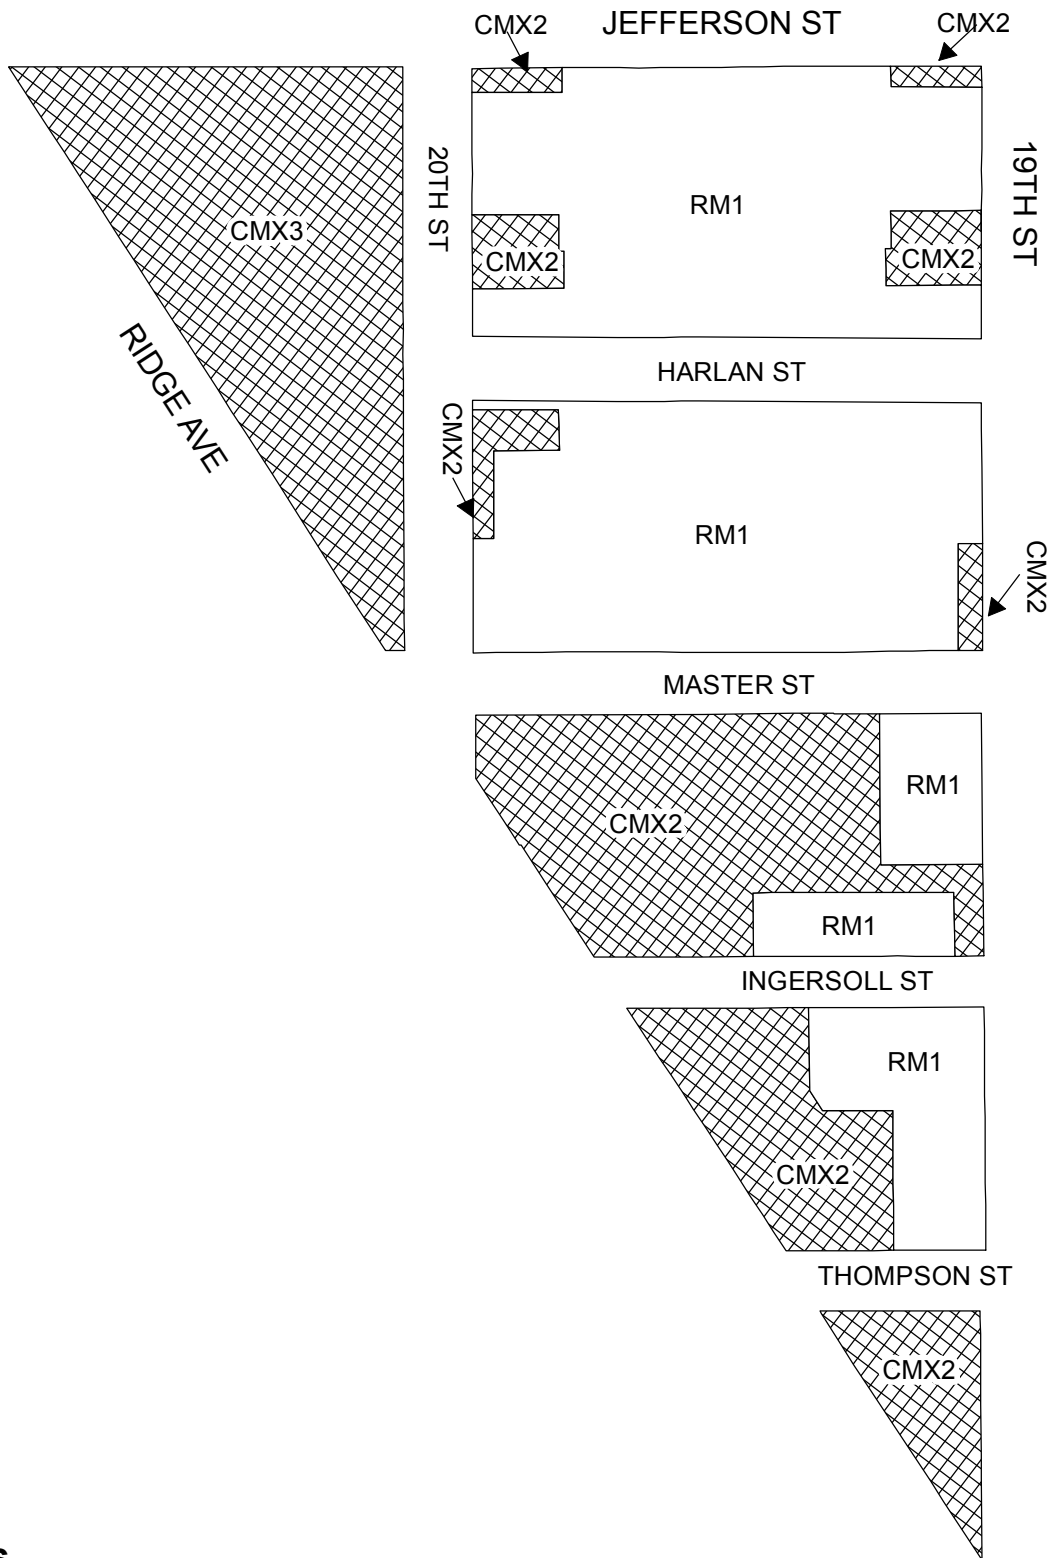 CMX2
JEFFERSON ST
CMX2
20TH ST
19TH ST
RM1
CMX3
CMX2
CMX2
RIDGE AVE
HARLAN ST
CMX2
RM1
CMX2
MASTER ST
RM1
CMX2
RM1
INGERSOLL ST
RM1
CMX2
THOMPSON ST
CMX2